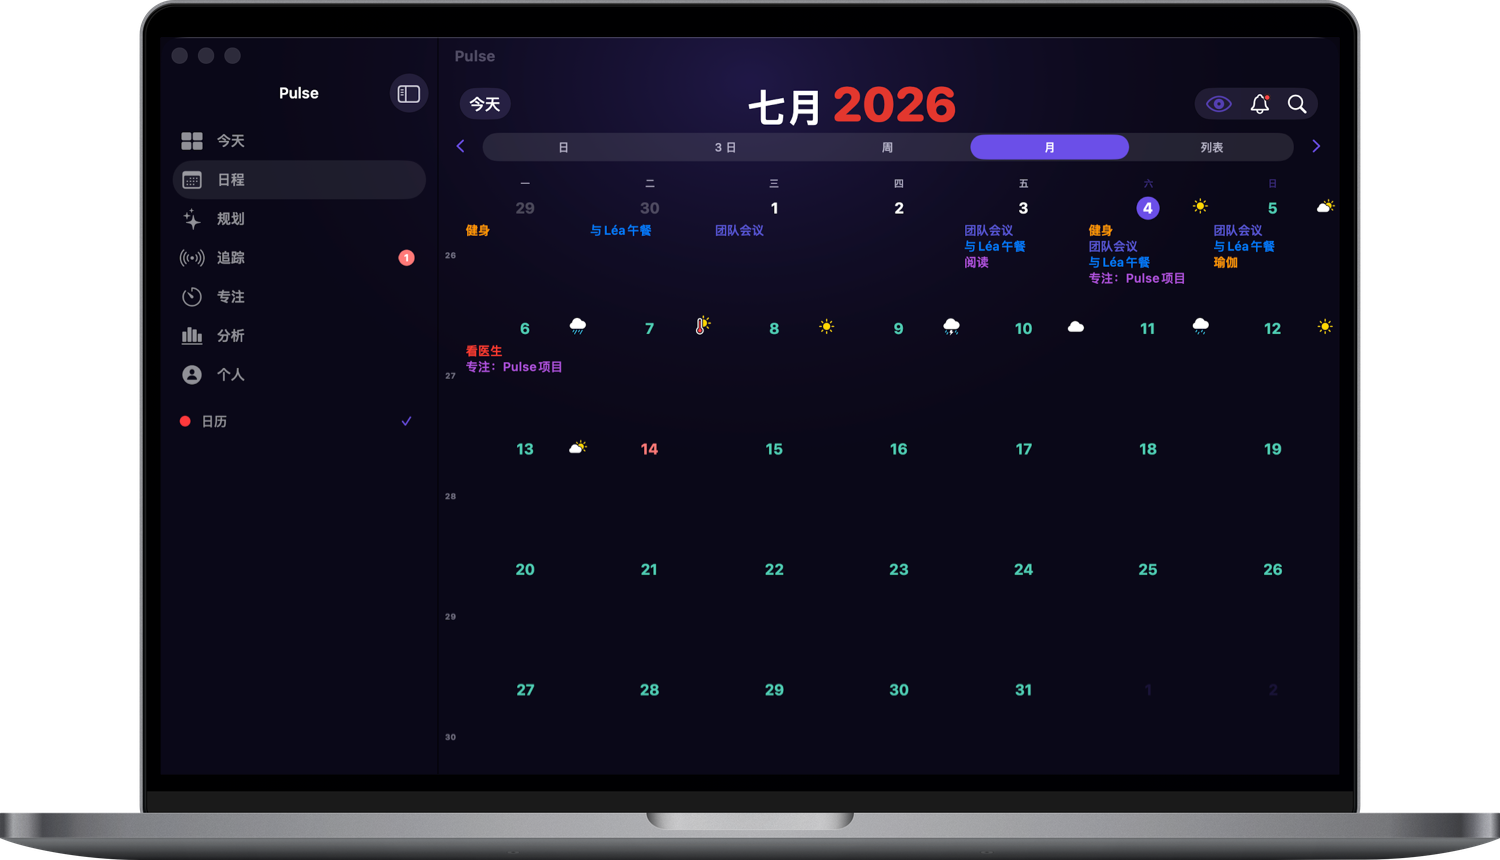 Pulse
Pulse
今天
七月 2026
日 3 日 周 月 列表
今天
日程
规划
追踪 1
专注
分析
个人
日历
一 二 三 四 五 六 日
29 30 1 2 3 4 5
健身 与 Léa 午餐 团队会议 团队会议 健身 团队会议
与 Léa 午餐 团队会议 与 Léa 午餐
26
阅读 与 Léa 午餐 瑜伽
专注：Pulse 项目
6 7 8 9 10 11 12
看医生
专注：Pulse 项目
27
13 14 15 16 17 18 19
28
20 21 22 23 24 25 26
29
27 28 29 30 31 1 2
30